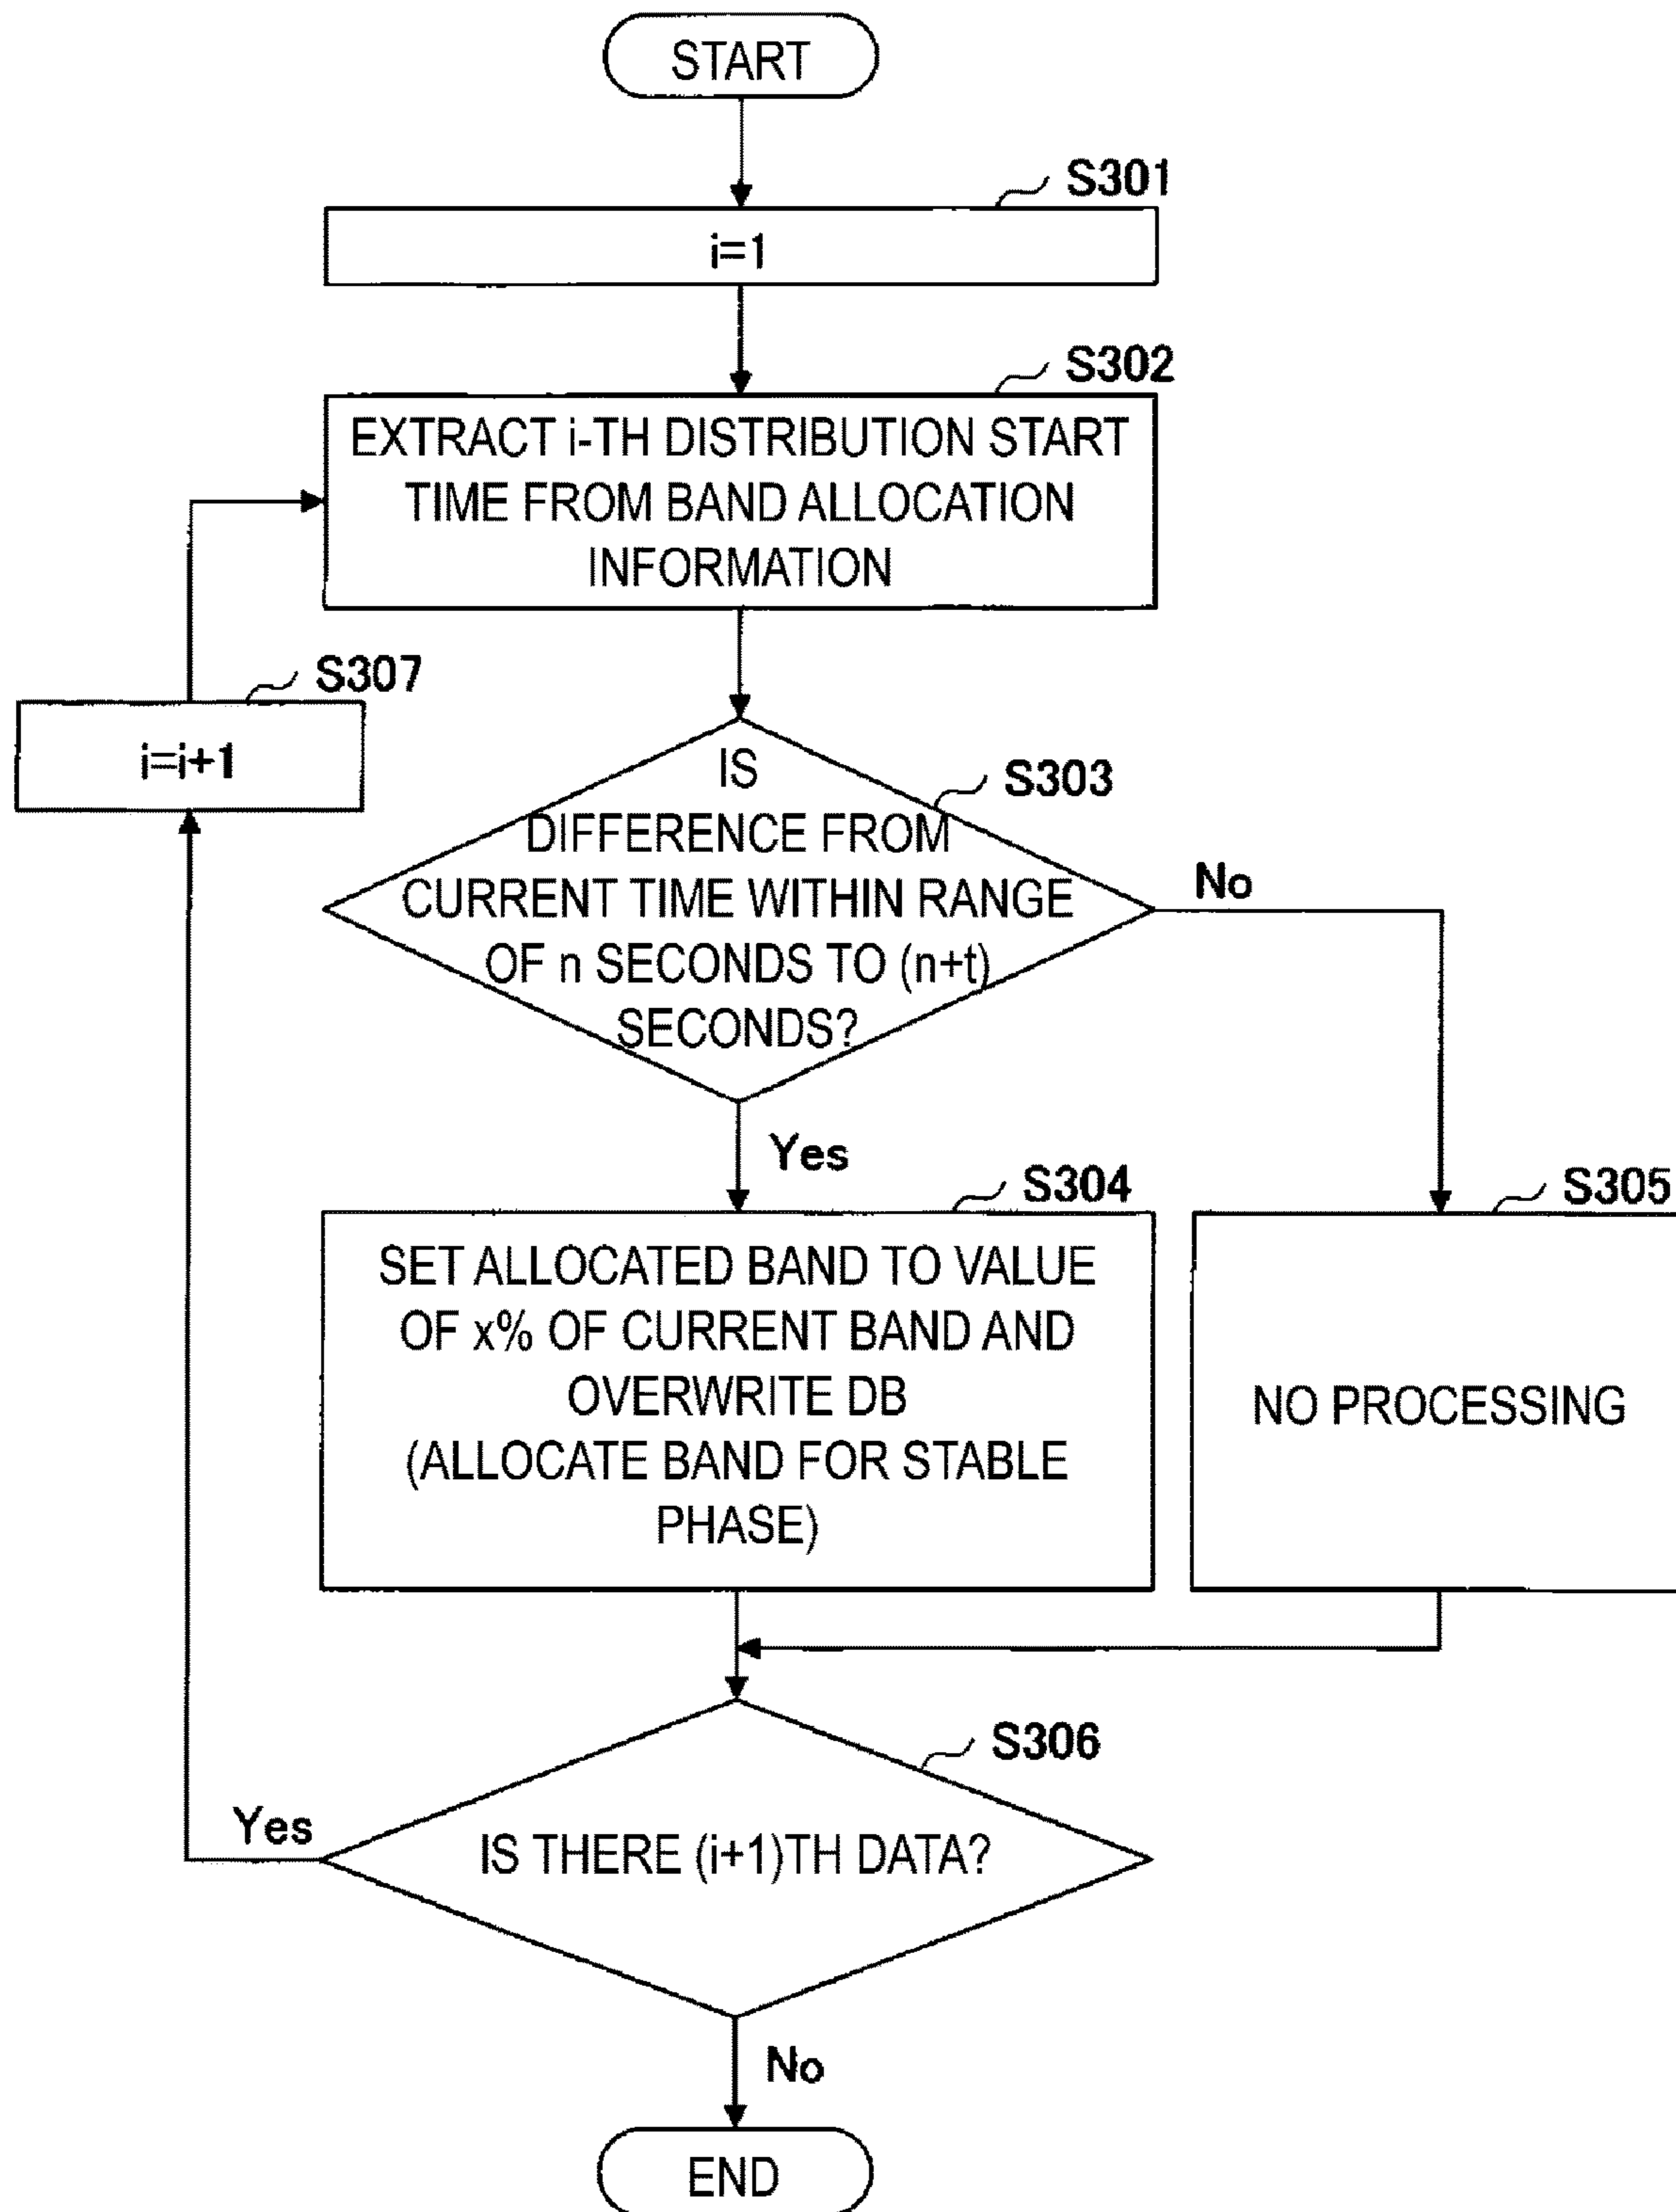 START
S301
i=1
S302
EXTRACT i-TH DISTRIBUTION START
TIME FROM BAND ALLOCATION
INFORMATION
S307
i=i+1
IS
DIFFERENCE FROM
CURRENT TIME WITHIN RANGE
OF n SECONDS TO (n+t)
SECONDS?
S303
No
Yes
S304
SET ALLOCATED BAND TO VALUE
OF x% OF CURRENT BAND AND
OVERWRITE DB
(ALLOCATE BAND FOR STABLE
PHASE)
S305
NO PROCESSING
S306
Yes
IS THERE (i+1)TH DATA?
No
END